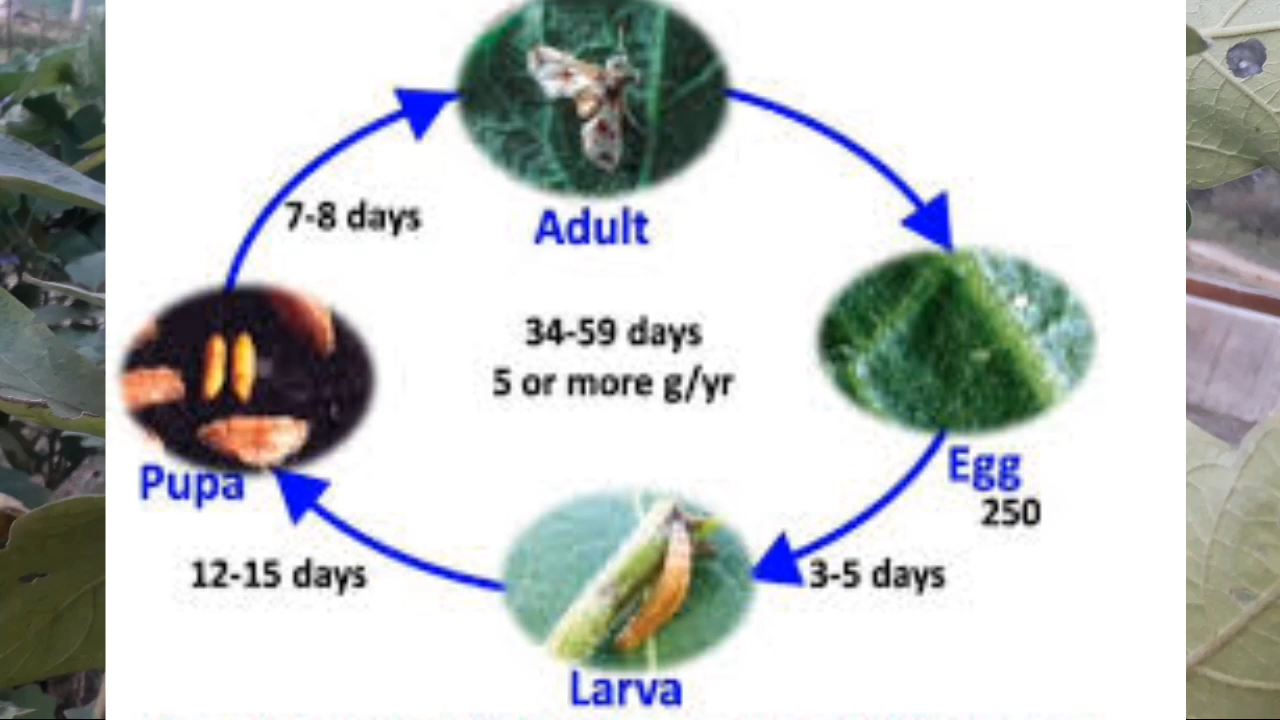 7-8 days
Adult
34-59 days
5 or more g/yr
Pupa
Egg
250
12-15 days
3-5 days
Larva